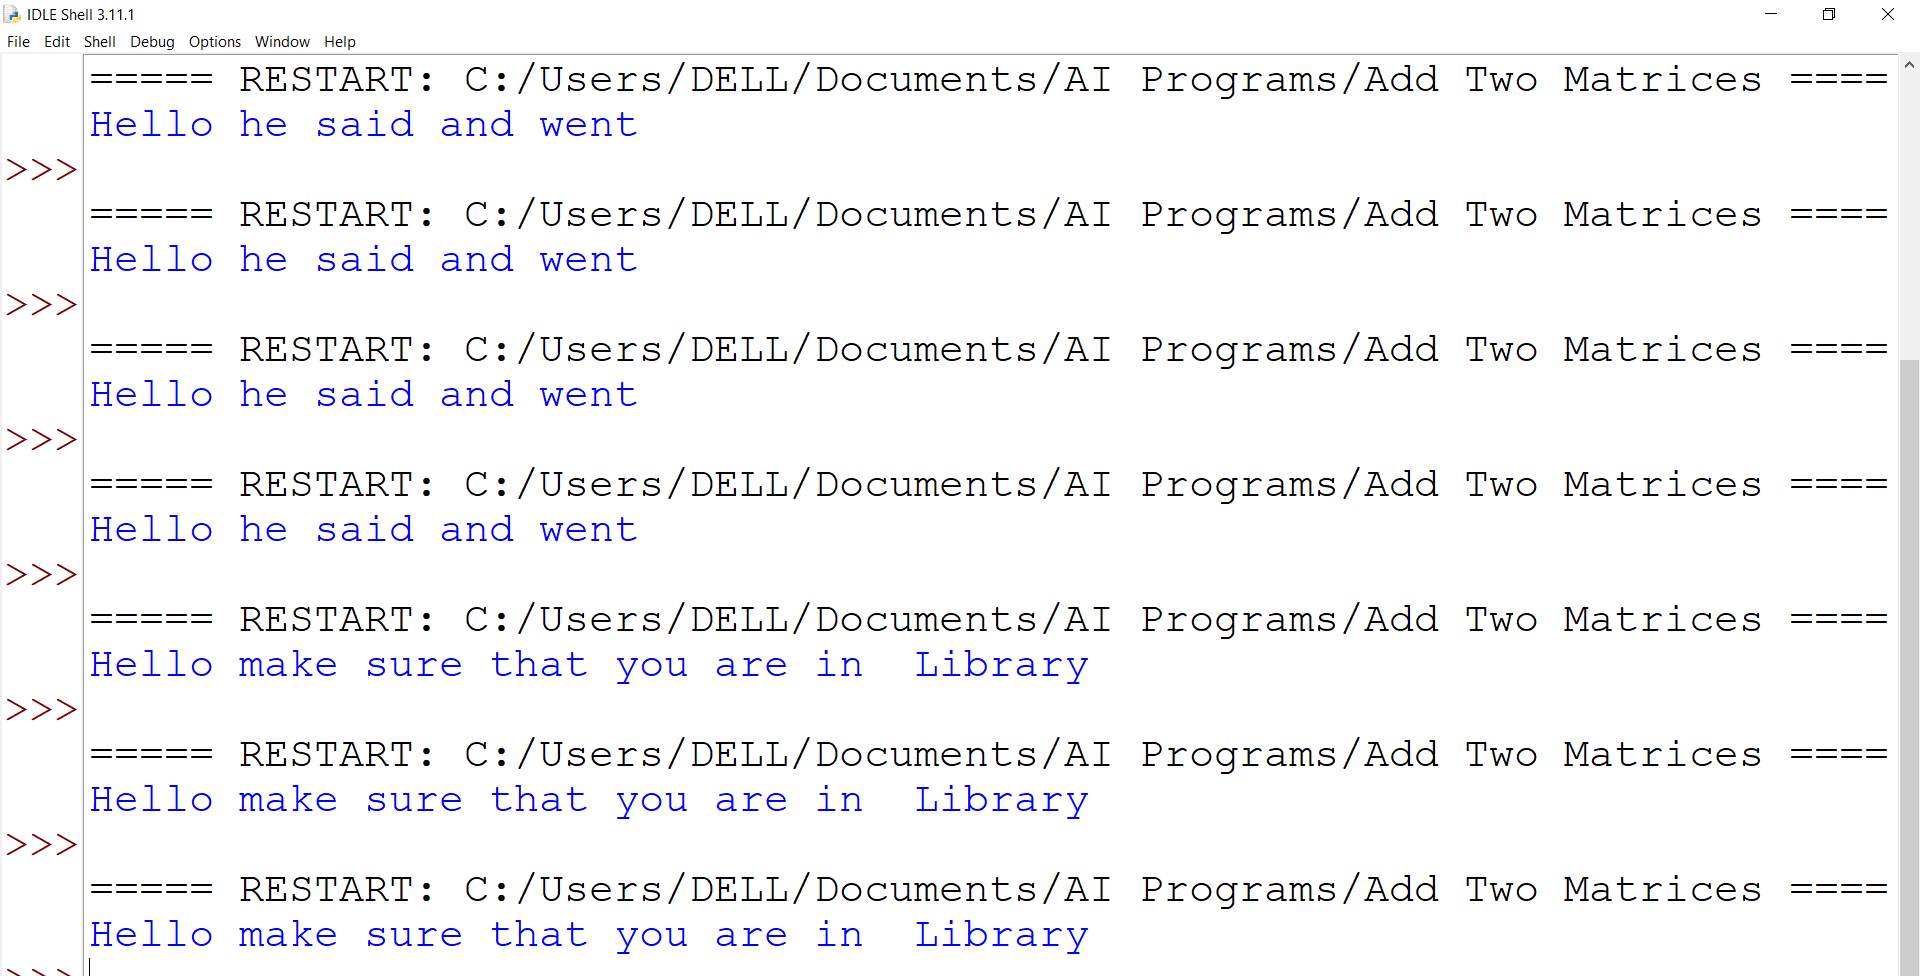 IDLE Shell 3.11.1
File Edit Shell Debug Options Window Help
===== RESTART: C:/Users/DELL/Documents/AI Programs/Add Two Matrices ====
Hello he said and went
>>>
===== RESTART: C:/Users/DELL/Documents/AI Programs/Add Two Matrices ====
Hello he said and went
>>>
===== RESTART: C:/Users/DELL/Documents/AI Programs/Add Two Matrices ====
Hello he said and went
>>>
===== RESTART: C:/Users/DELL/Documents/AI Programs/Add Two Matrices ====
Hello he said and went
>>>
===== RESTART: C:/Users/DELL/Documents/AI Programs/Add Two Matrices ====
Hello make sure that you are in  Library
>>>
===== RESTART: C:/Users/DELL/Documents/AI Programs/Add Two Matrices ====
Hello make sure that you are in  Library
>>>
===== RESTART: C:/Users/DELL/Documents/AI Programs/Add Two Matrices ====
Hello make sure that you are in  Library
>>>